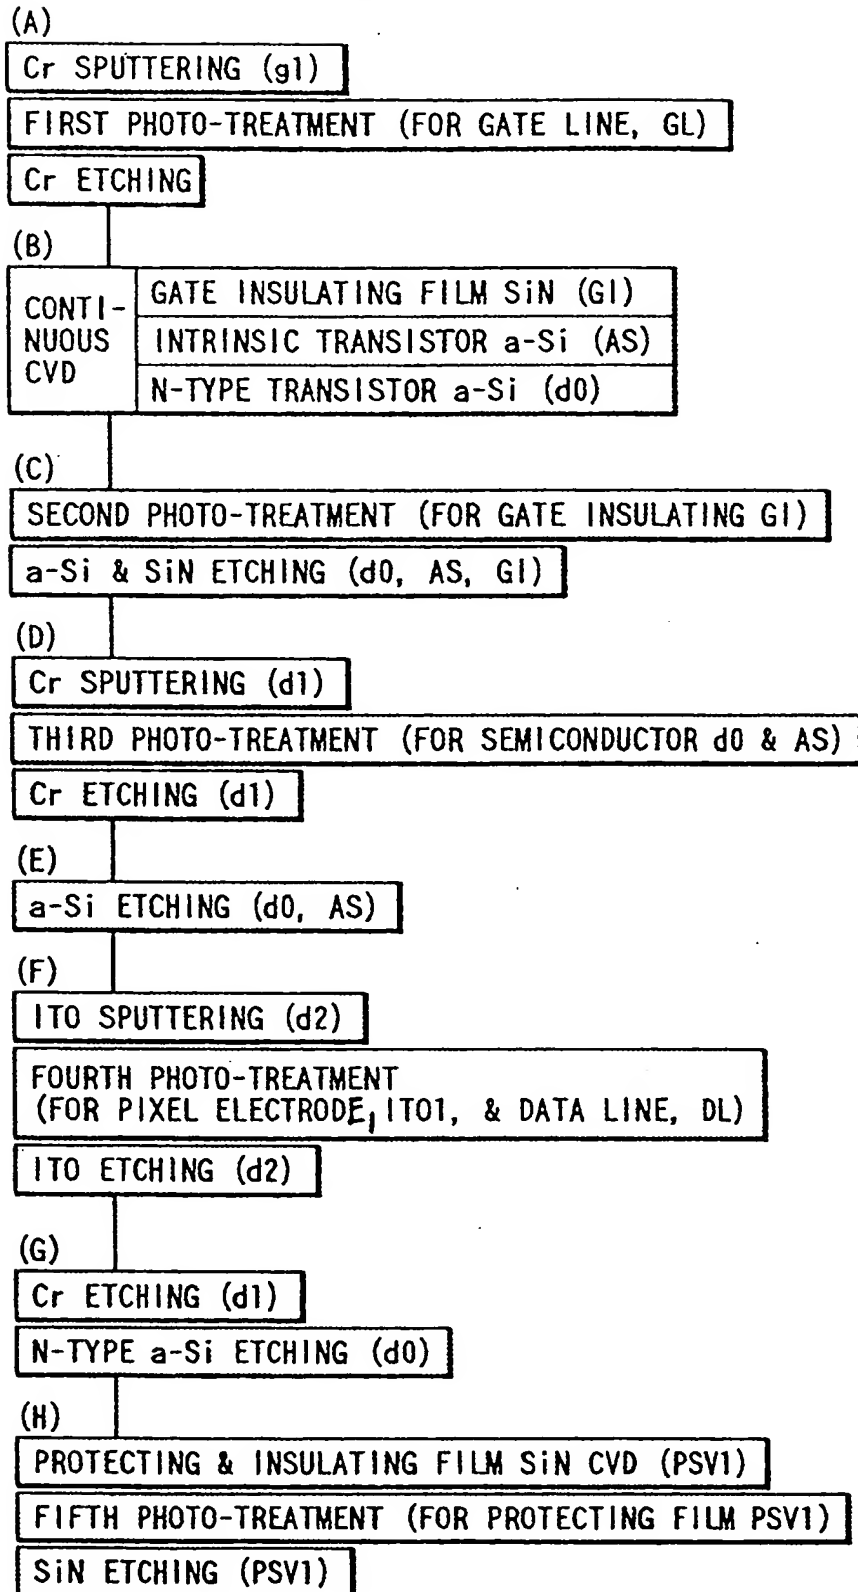 (A)
Cr SPUTTERING (g1)
FIRST PHOTO-TREATMENT (FOR GATE LINE, GL)
Cr ETCHING
(B)
CONTI-
NUOUS
CVD
GATE INSULATING FILM SiN (GI)
INTRINSIC TRANSISTOR a-Si (AS)
N-TYPE TRANSISTOR a-Si (d0)
(C)
SECOND PHOTO-TREATMENT (FOR GATE INSULATING GI)
a-Si & SiN ETCHING (d0, AS, GI)
(D)
Cr SPUTTERING (d1)
THIRD PHOTO-TREATMENT (FOR SEMICONDUCTOR d0 & AS)
Cr ETCHING (d1)
(E)
a-Si ETCHING (d0, AS)
(F)
ITO SPUTTERING (d2)
FOURTH PHOTO-TREATMENT
(FOR PIXEL ELECTRODE, ITO1, & DATA LINE, DL)
ITO ETCHING (d2)
(G)
Cr ETCHING (d1)
N-TYPE a-Si ETCHING (d0)
(H)
PROTECTING & INSULATING FILM SiN CVD (PSV1)
FIFTH PHOTO-TREATMENT (FOR PROTECTING FILM PSV1)
SiN ETCHING (PSV1)